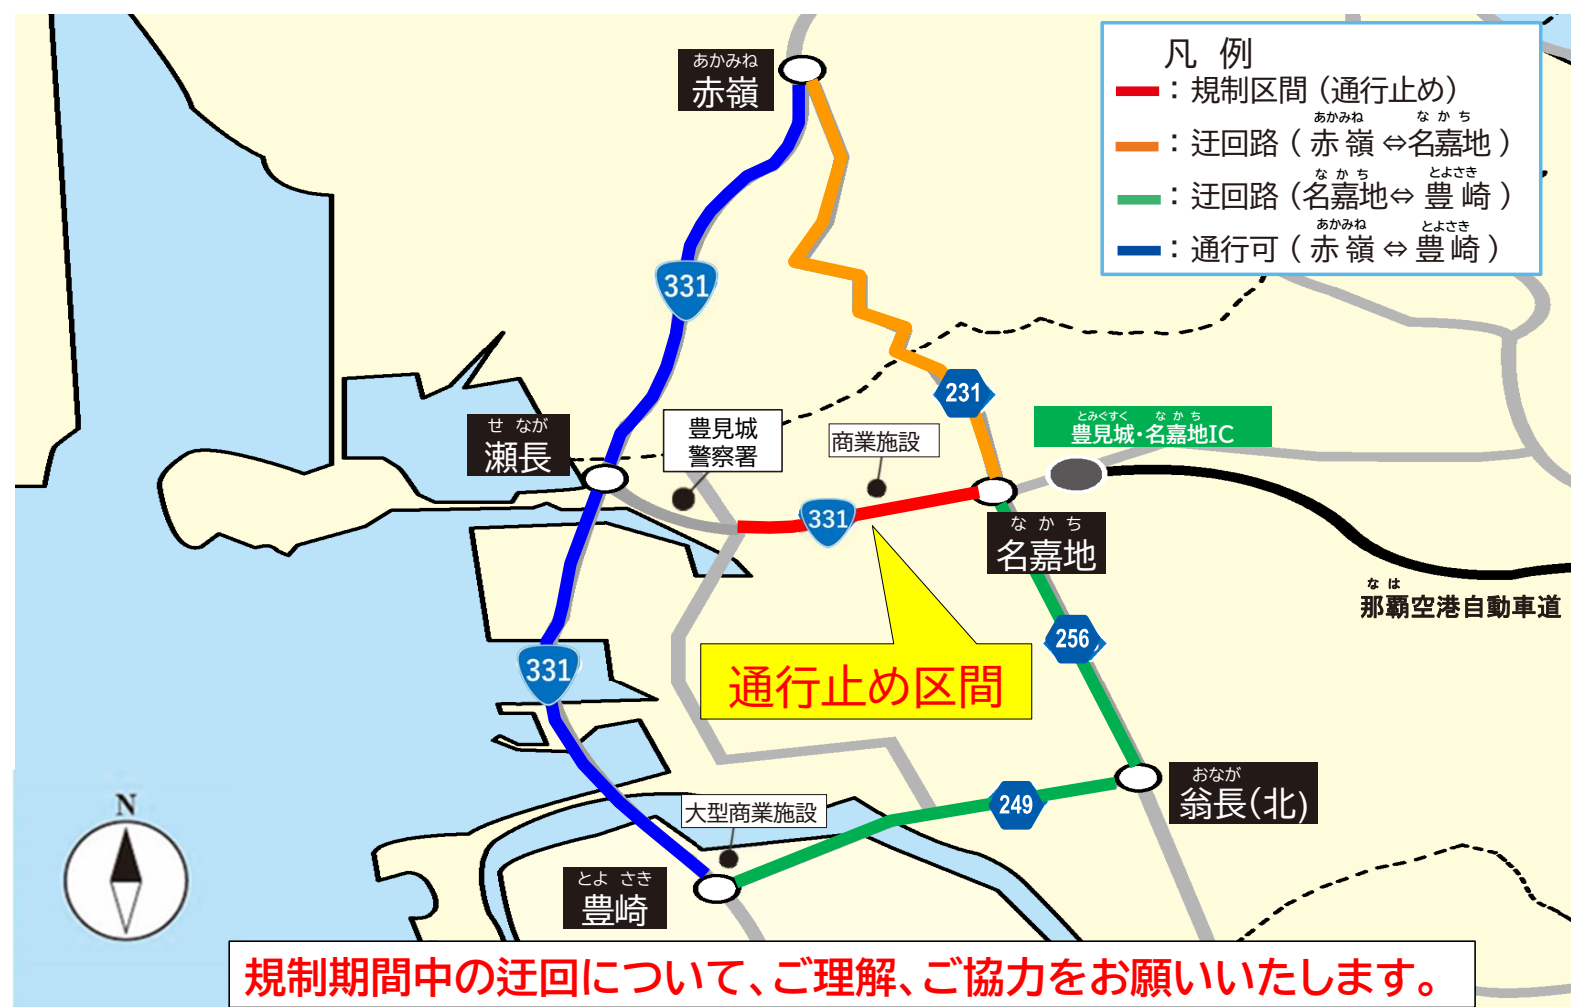 凡 例
：規制区間（通行止め）
あかみね なかち
：迂回路（赤嶺⇔名嘉地）
なかち とよさき
：迂回路（名嘉地⇔豊崎）
あかみね とよさき
：通行可（赤嶺⇔豊崎）
あかみね
赤嶺
331
231
とみぐすく なかち
豊見城・名嘉地IC
せなが
瀬長
豊見城
警察署
商業施設
331
なかち
名嘉地
なは
那覇空港自動車道
256
331
通行止め区間
おなが
翁長(北)
249
大型商業施設
とよさき
豊崎
N
規制期間中の迂回について、ご理解、ご協力をお願いいたします。